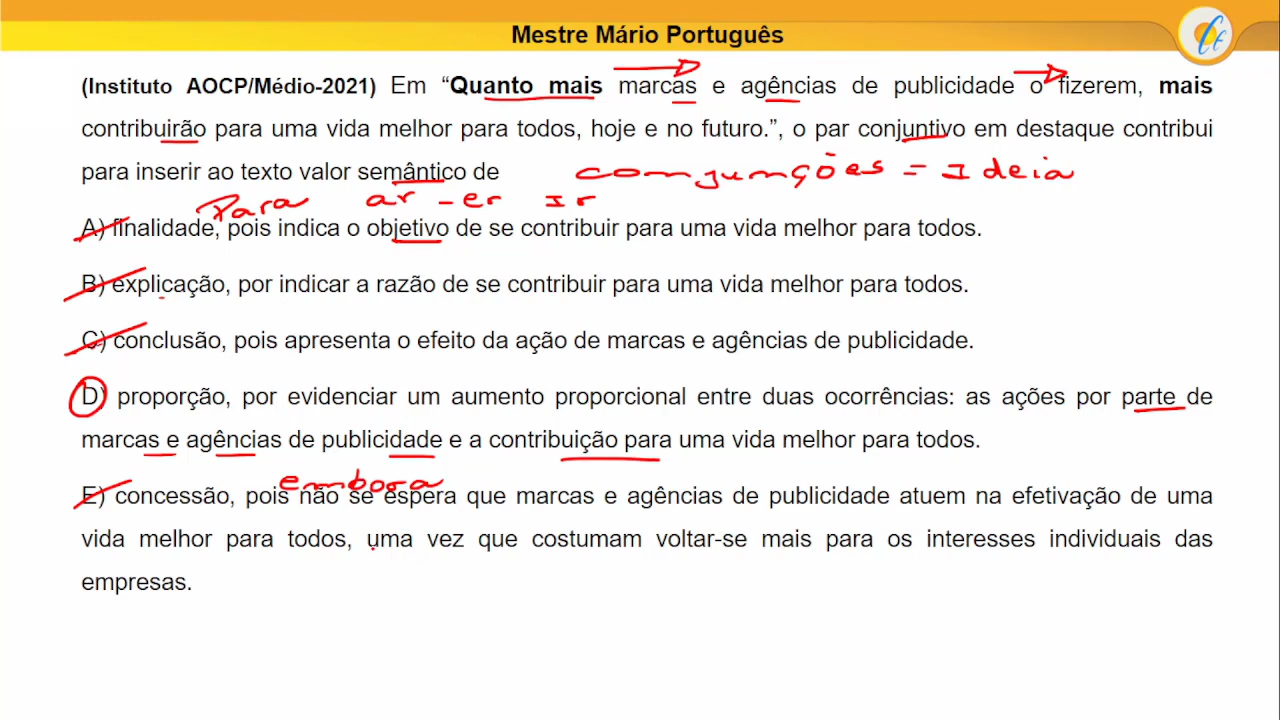 Mestre Mário Português
(Instituto AOCP/Médio-2021) Em “Quanto mais marcas e agências de publicidade o fizerem, mais
contribuirão para uma vida melhor para todos, hoje e no futuro.”, o par conjuntivo em destaque contribui
para inserir ao texto valor semântico de
conjunções = Ideia
Para ar - er Ir
A) finalidade, pois indica o objetivo de se contribuir para uma vida melhor para todos.
B) explicação, por indicar a razão de se contribuir para uma vida melhor para todos.
C) conclusão, pois apresenta o efeito da ação de marcas e agências de publicidade.
D) proporção, por evidenciar um aumento proporcional entre duas ocorrências: as ações por parte de
marcas e agências de publicidade e a contribuição para uma vida melhor para todos.
embora
E) concessão, pois não se espera que marcas e agências de publicidade atuem na efetivação de uma
vida melhor para todos, uma vez que costumam voltar-se mais para os interesses individuais das
empresas.